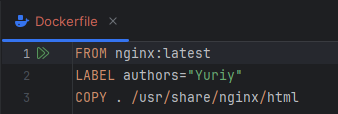 Dockerfile
1 FROM nginx:latest
2 LABEL authors="Yuriy"
3 COPY . /usr/share/nginx/html